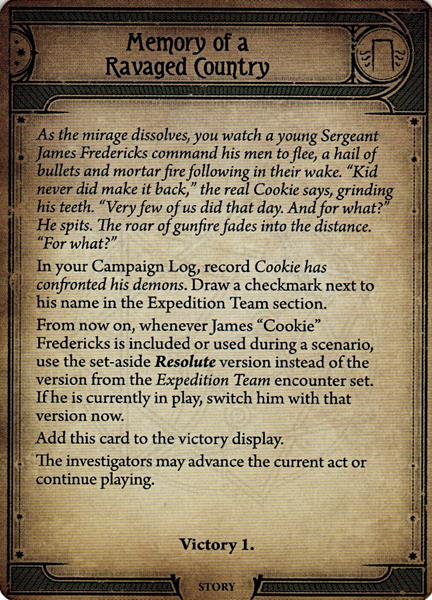 Memory of a
Ravaged Country
As the mirage dissolves, you watch a young Sergeant
James Fredericks command his men to flee, a hail of
bullets and mortar fire following in their wake. “Kid
never did make it back,” the real Cookie says, grinding
his teeth. “Very few of us did that day. And for what?”
He spits. The roar of gunfire fades into the distance.
“For what?”
In your Campaign Log, record Cookie has
confronted his demons. Draw a checkmark next to
his name in the Expedition Team section.
From now on, whenever James “Cookie”
Fredericks is included or used during a scenario,
use the set-aside Resolute version instead of the
version from the Expedition Team encounter set.
If he is currently in play, switch him with that
version now.
Add this card to the victory display.
The investigators may advance the current act or
continue playing.
Victory 1.
STORY